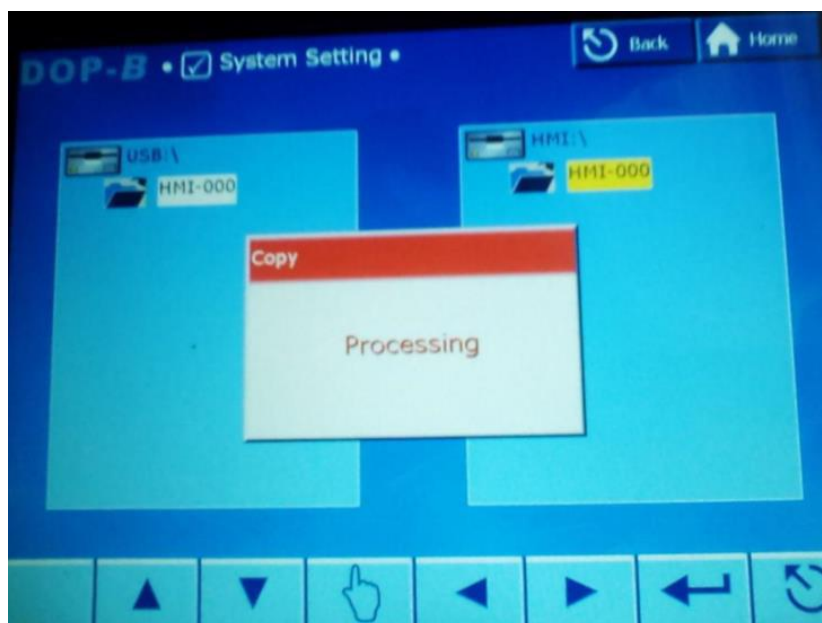 DOP-B • System Setting •
Back
Home
USB:\
HMI-000
HMI:\
HMI-000
Copy
Processing